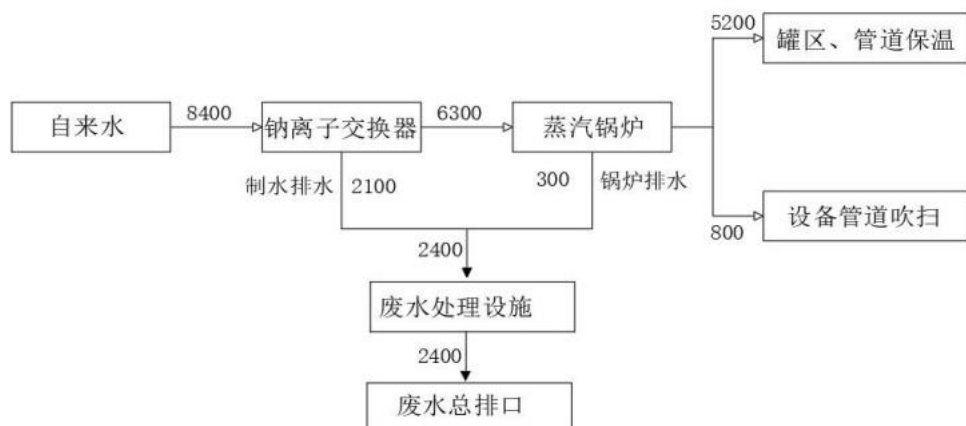 5200
罐区、管道保温
自来水
8400
钠离子交换器
6300
蒸汽锅炉
制水排水
2100
300
锅炉排水
800
设备管道吹扫
2400
废水处理设施
2400
废水总排口